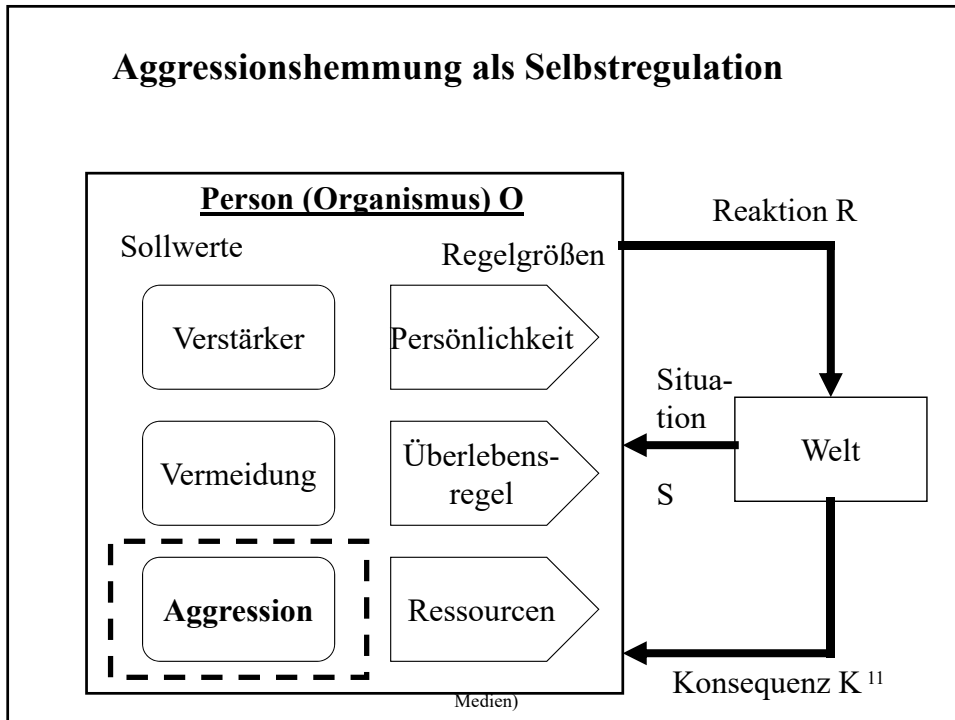 Aggressionshemmung als Selbstregulation
Person (Organismus) O
Sollwerte
Regelgrößen
Verstärker
Persönlichkeit
Vermeidung
Überlebens-
regel
Aggression
Ressourcen
Reaktion R
Situa-
tion
S
Welt
Konsequenz K 11
Medien)